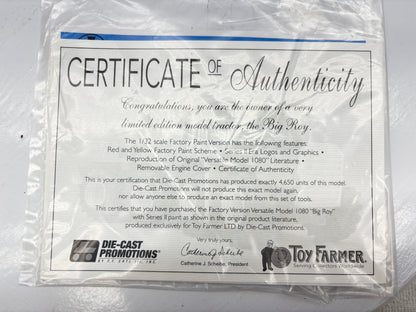 CERTIFICATE OF Authenticity
Congratulations, you are the owner of a very
limited edition model tractor, the Big Roy.
The 1/32 scale Factory Paint Version has the following features:
Red and Yellow Factory Paint Scheme • Series II Era Logos and Graphics •
Reproduction of Original "Versatile Model 1080" Literature •
Removable Engine Cover • Certificate of Authenticity
This is your certification that Die-Cast Promotions has produced exactly 4,650 units of this model.
Die-Cast Promotions will not produce this exact model again,
nor allow anyone else to produce an exact model from this set of tools.
This certifies that you have purchased the Factory Version Versatile Model 1080 "Big Roy"
with Series II paint as shown in the original product literature,
produced exclusively for Toy Farmer LTD by Die-Cast Promotions.
Very truly yours,
Catherine J. Scheibe
Catherine J. Scheibe, President
DIE-CAST
PROMOTIONS
TOY FARMER
Serving Collectors Worldwide